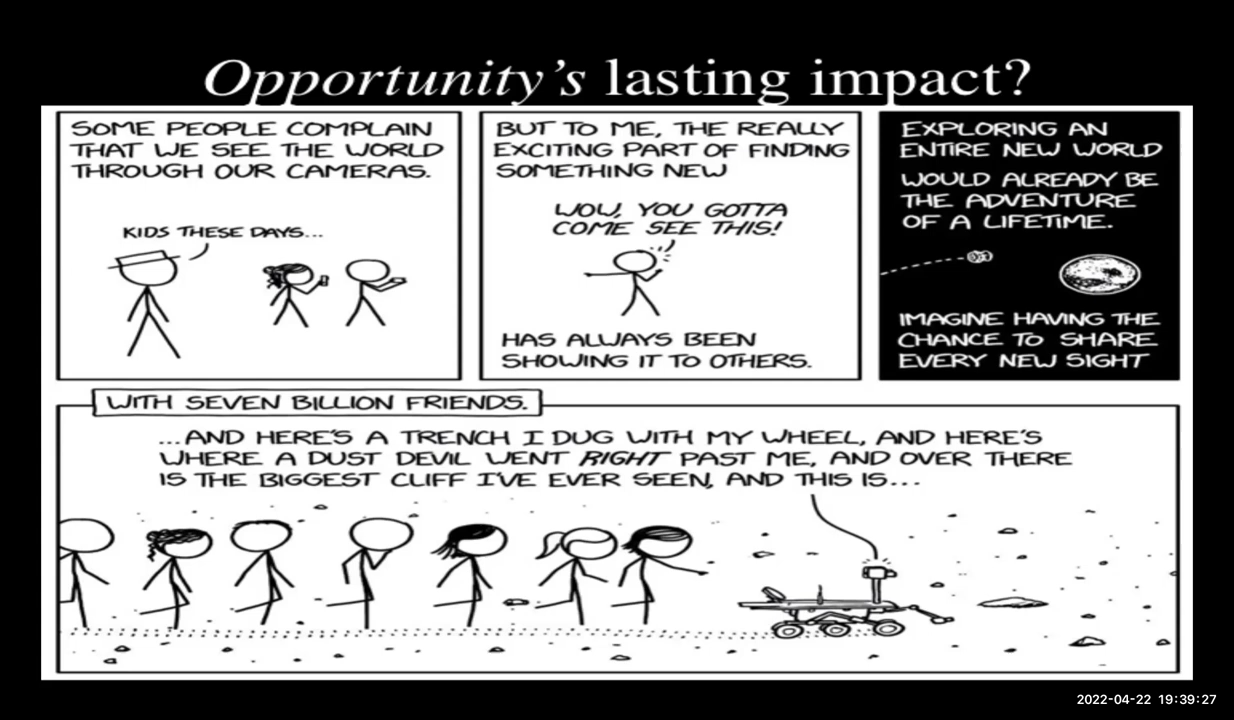 Opportunity's lasting impact?
SOME PEOPLE COMPLAIN
THAT WE SEE THE WORLD
THROUGH OUR CAMERAS.
KIDS THESE DAYS...
BUT TO ME, THE REALLY
EXCITING PART OF FINDING
SOMETHING NEW
WOW, YOU GOTTA
COME SEE THIS!
HAS ALWAYS BEEN
SHOWING IT TO OTHERS.
EXPLORING AN
ENTIRE NEW WORLD
WOULD ALREADY BE
THE ADVENTURE
OF A LIFETIME.
IMAGINE HAVING THE
CHANCE TO SHARE
EVERY NEW SIGHT
WITH SEVEN BILLION FRIENDS.
...AND HERE'S A TRENCH I DUG WITH MY WHEEL, AND HERE'S
WHERE A DUST DEVIL WENT RIGHT PAST ME, AND OVER THERE
IS THE BIGGEST CLIFF I'VE EVER SEEN, AND THIS IS...
2022-04-22 19:39:27